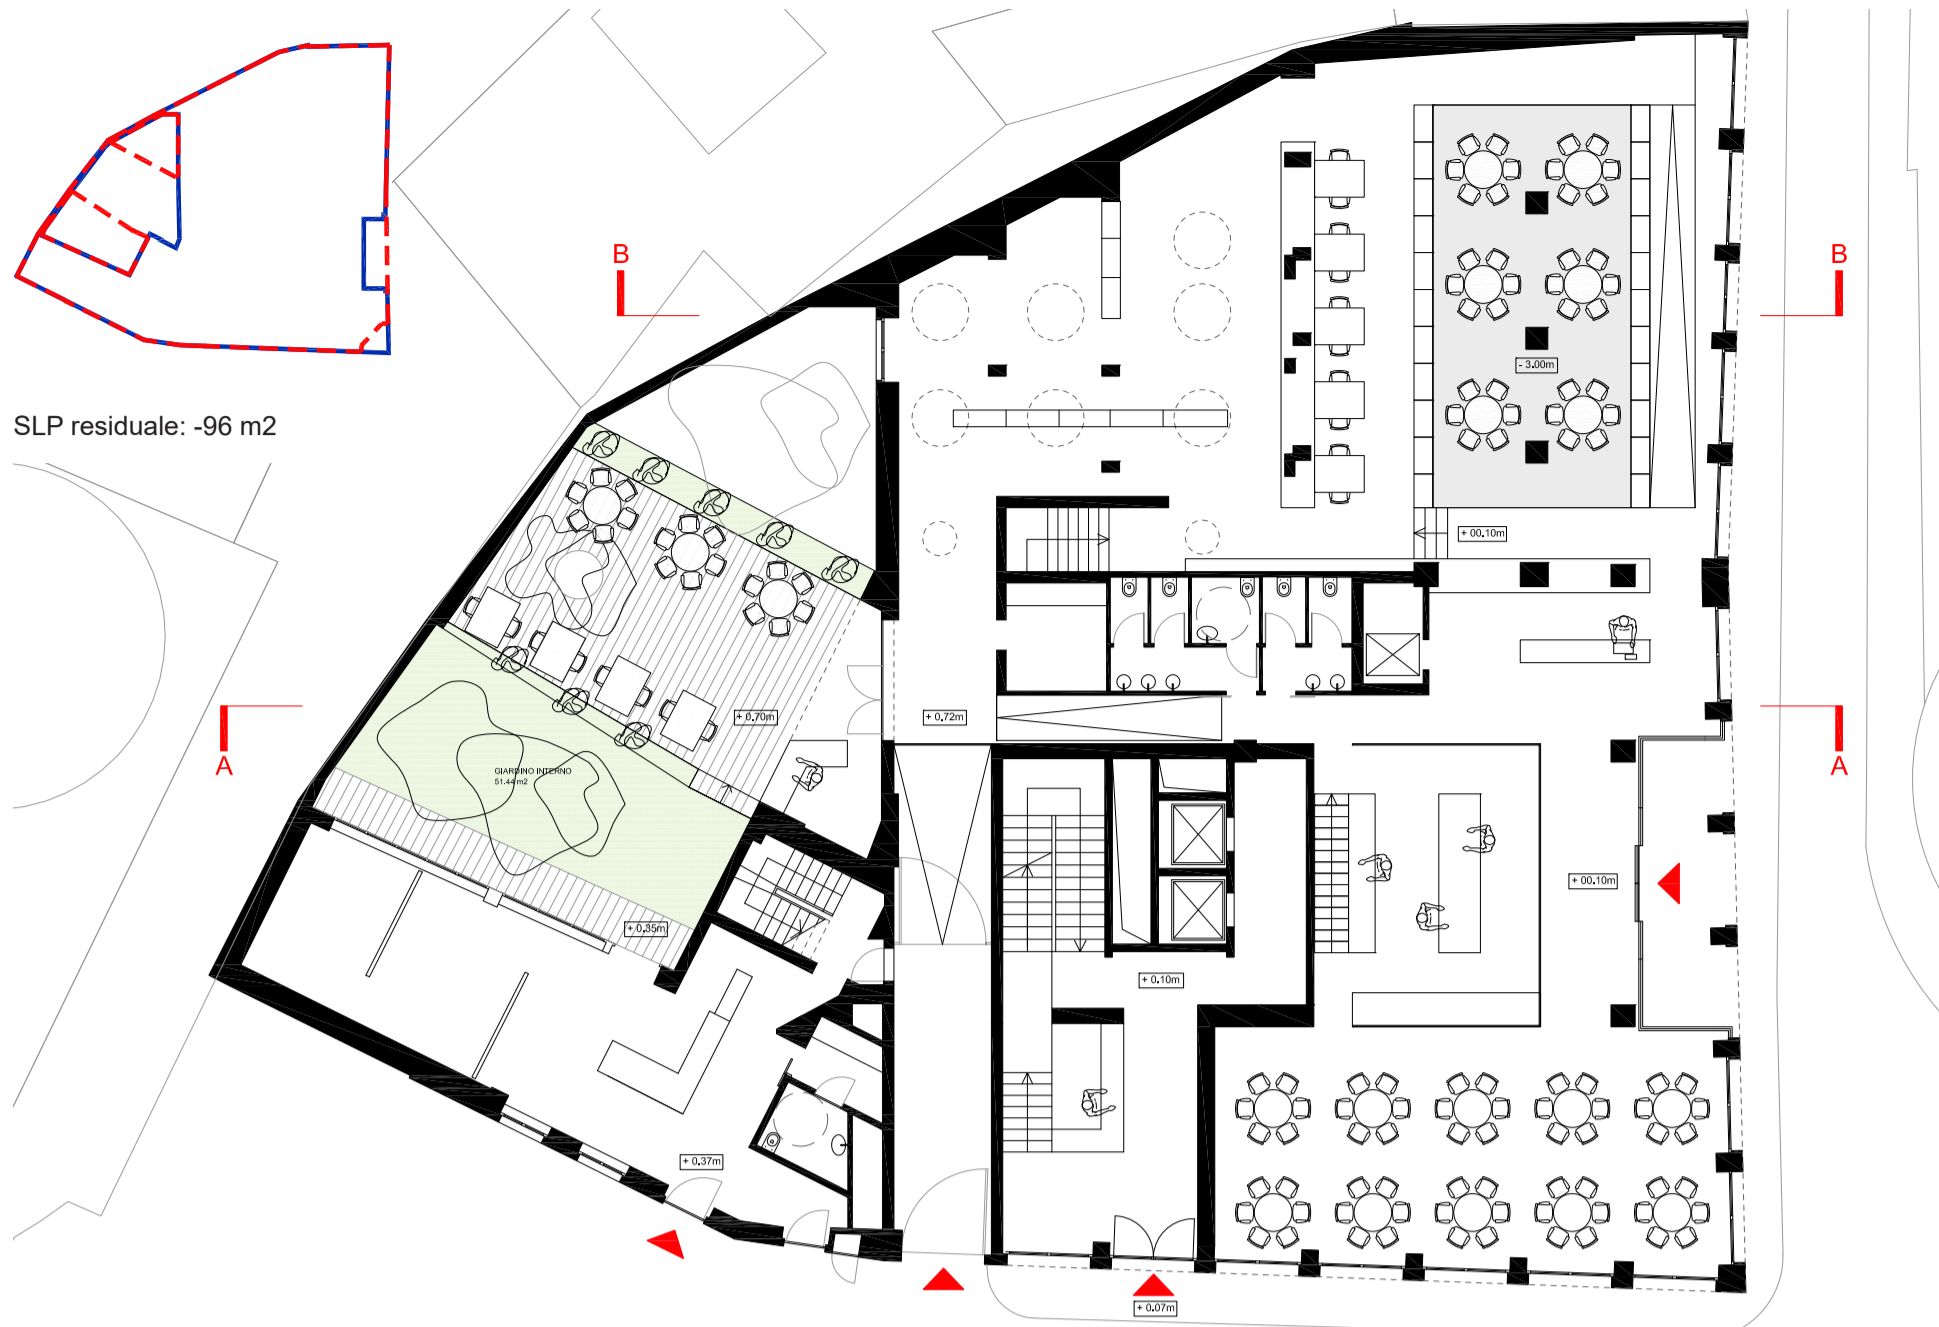 B
B
- 3.00m
SLP residuale: -96 m2
+ 00.10m
A
+ 0.70m
+ 0.72m
A
GIARDINO INTERNO
51.44 m2
+ 00.10m
+ 0.35m
+ 0.10m
+ 0.37m
+ 0.07m